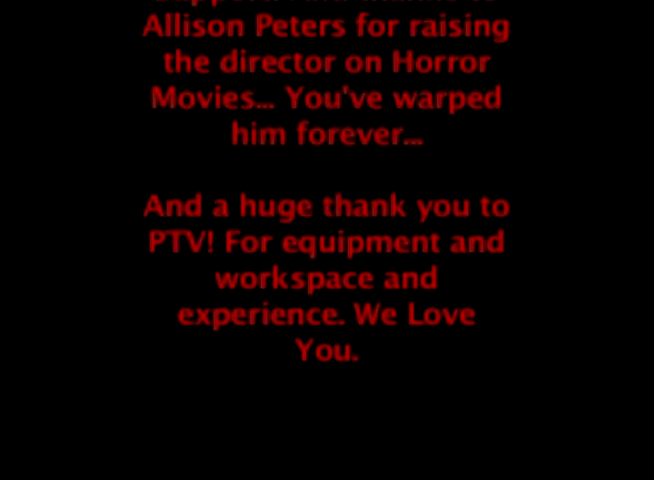 Allison Peters for raising
the director on Horror
Movies... You've warped
him forever...
And a huge thank you to
PTV! For equipment and
workspace and
experience. We Love
You.